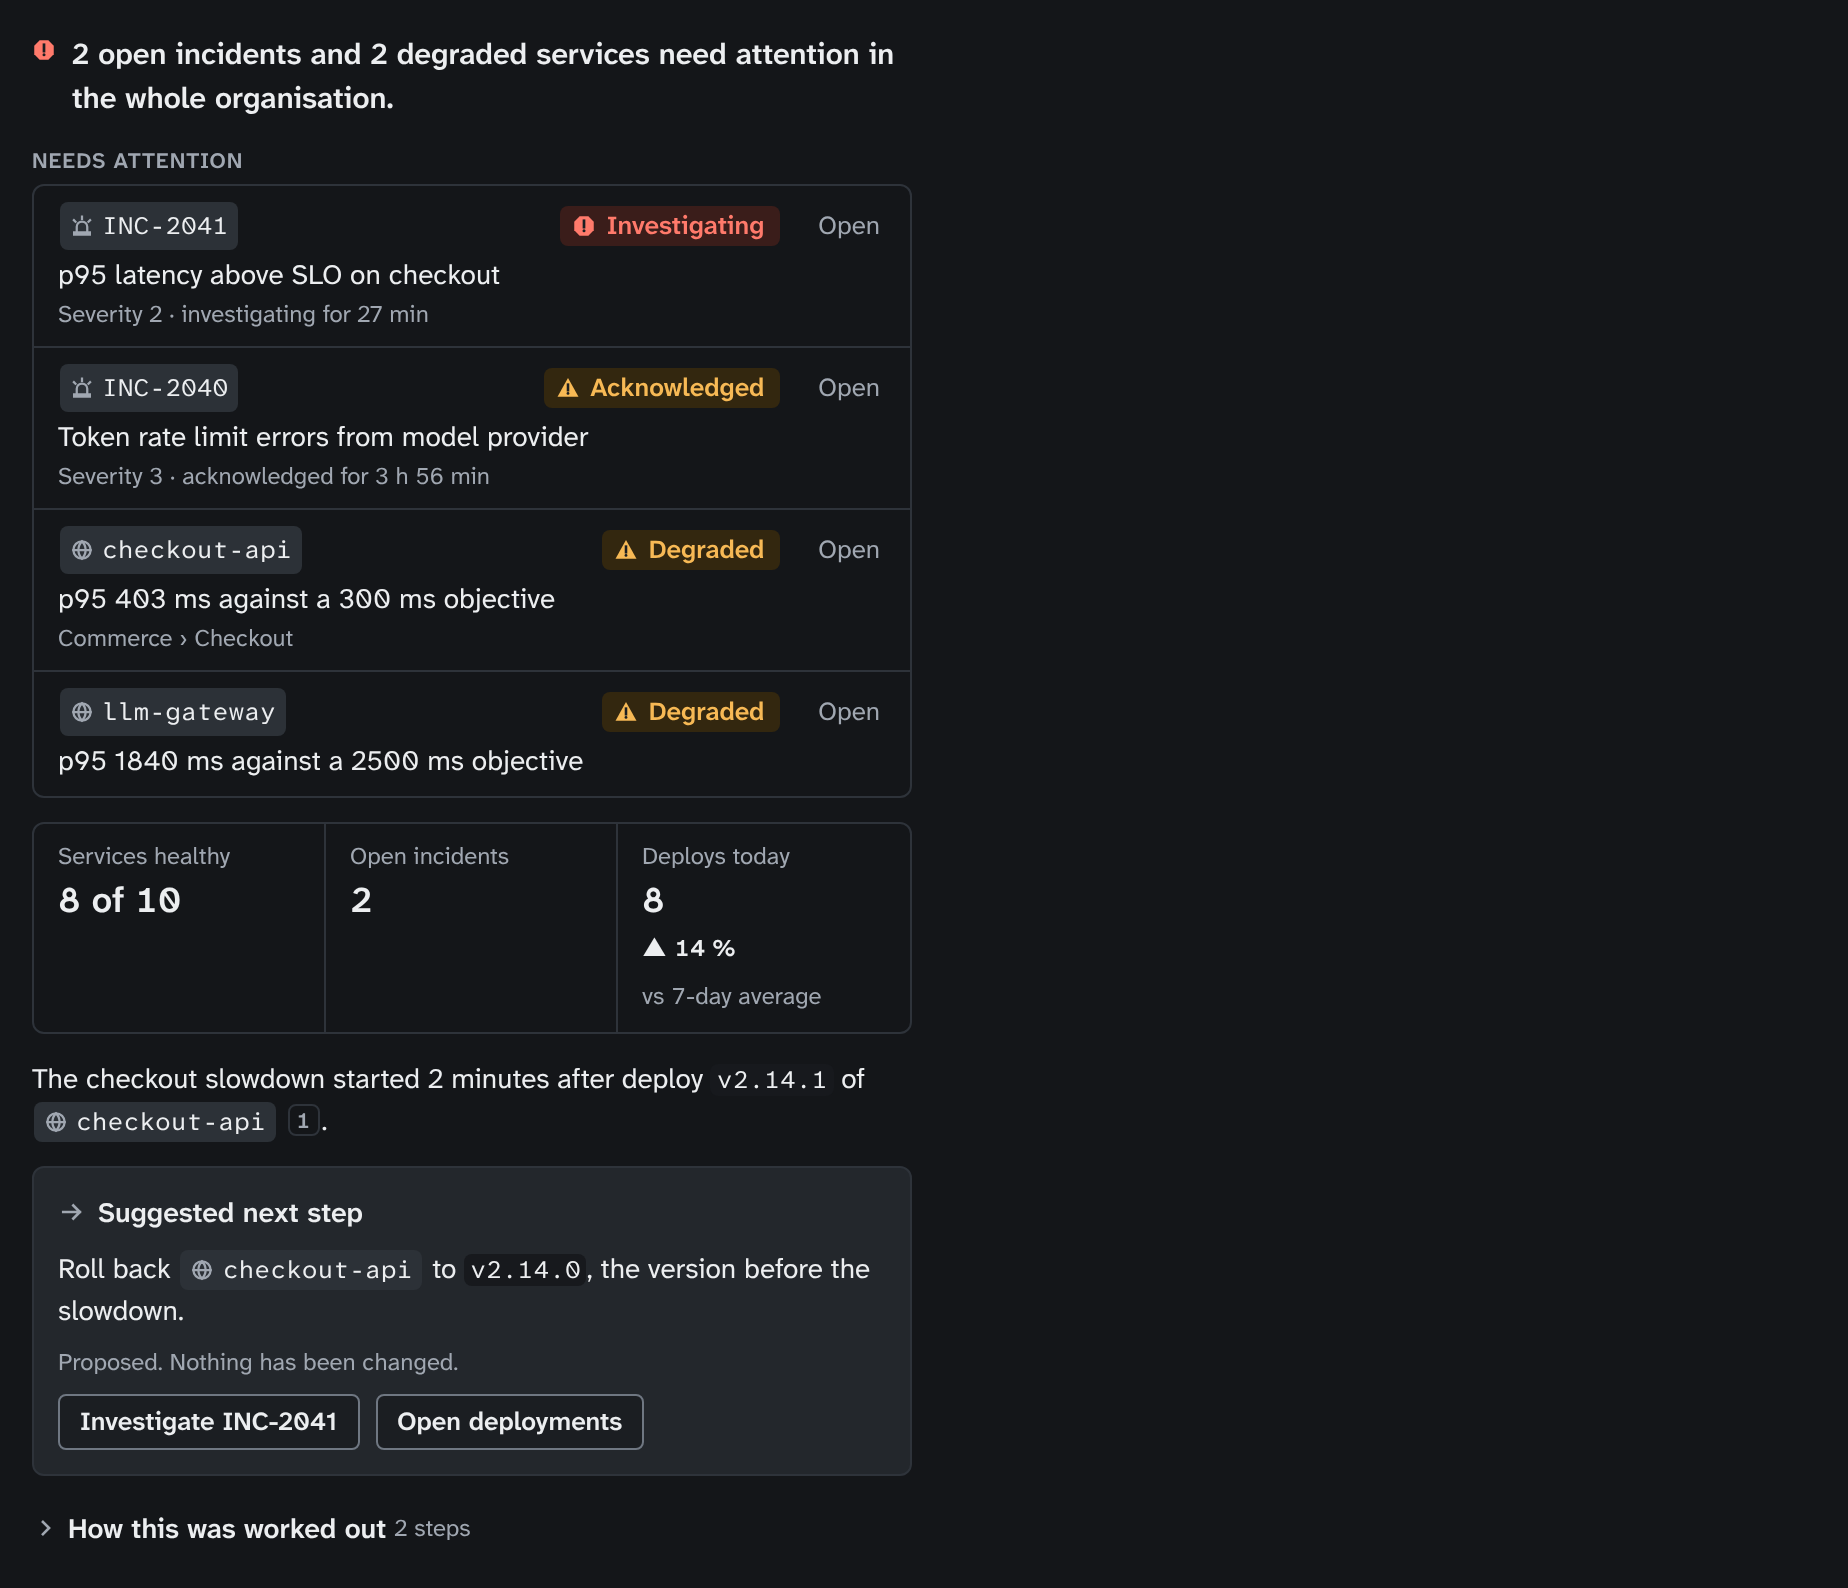 2 open incidents and 2 degraded services need attention in
the whole organisation.
NEEDS ATTENTION
INC-2041 Investigating Open
p95 latency above SLO on checkout
Severity 2 · investigating for 27 min
INC-2040 Acknowledged Open
Token rate limit errors from model provider
Severity 3 · acknowledged for 3 h 56 min
checkout-api Degraded Open
p95 403 ms against a 300 ms objective
Commerce › Checkout
llm-gateway Degraded Open
p95 1840 ms against a 2500 ms objective
Services healthy Open incidents Deploys today
8 of 10 2 8
▲ 14 %
vs 7-day average
The checkout slowdown started 2 minutes after deploy v2.14.1 of
checkout-api 1.
→ Suggested next step
Roll back checkout-api to v2.14.0, the version before the
slowdown.
Proposed. Nothing has been changed.
Investigate INC-2041 Open deployments
How this was worked out 2 steps